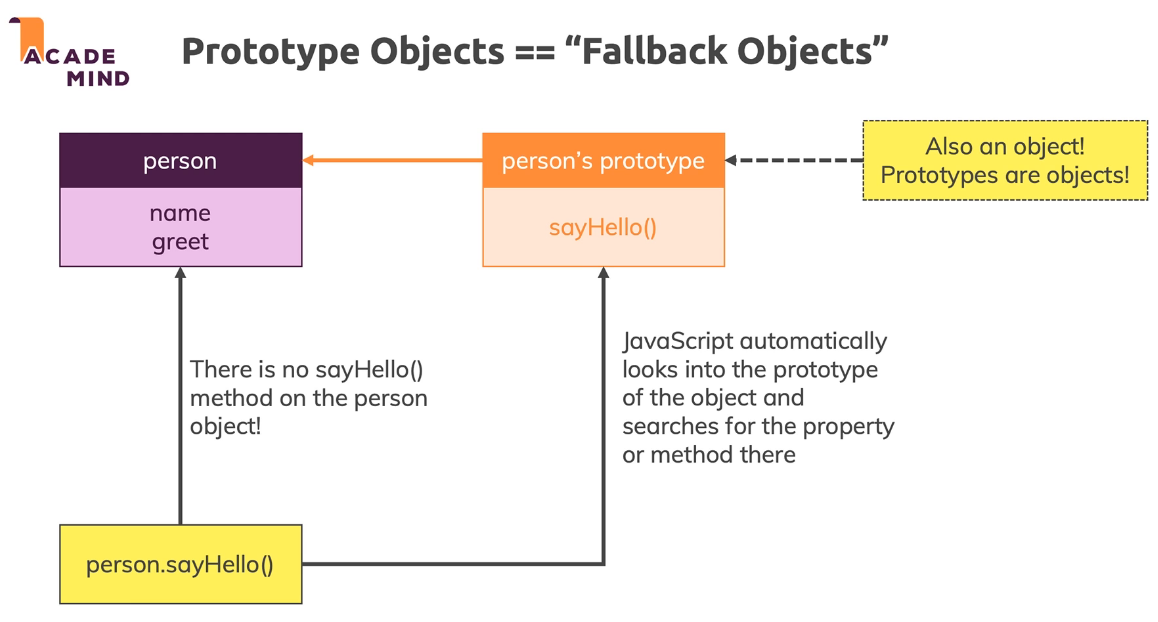 ACADE
MIND
Prototype Objects == “Fallback Objects”
person
name
greet
person’s prototype
sayHello()
Also an object!
Prototypes are objects!
There is no sayHello()
method on the person
object!
JavaScript automatically
looks into the prototype
of the object and
searches for the property
or method there
person.sayHello()